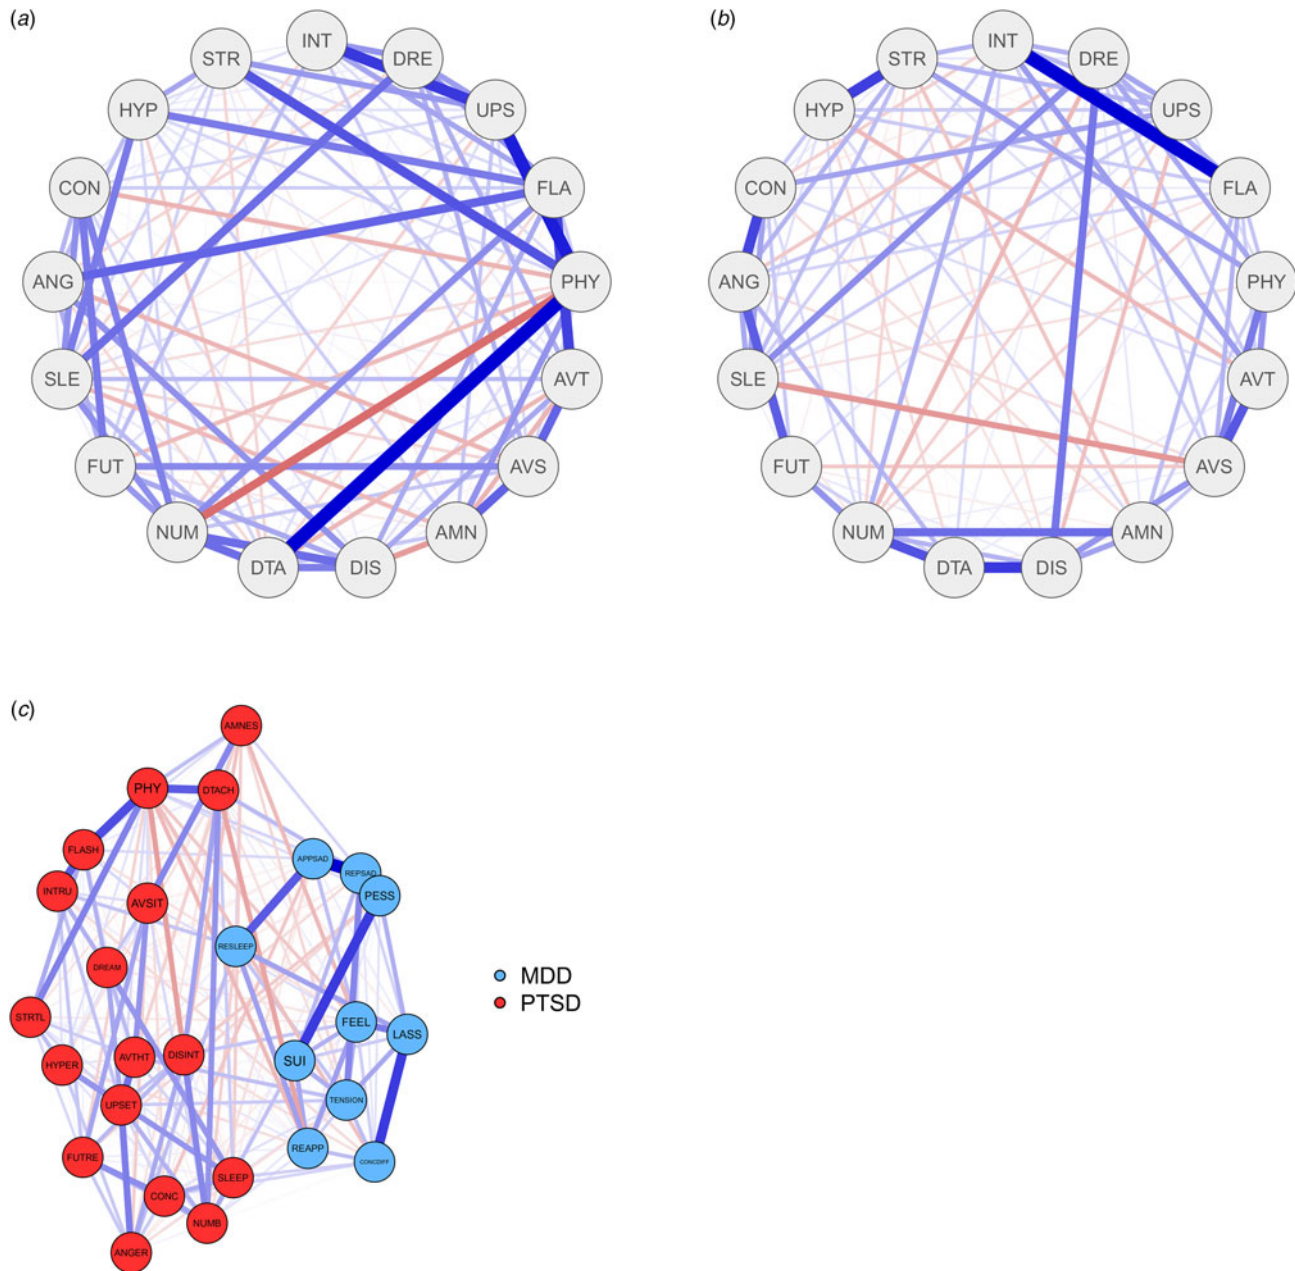 (a)
INT
STR
DRE
HYP
UPS
CON
FLA
ANG
PHY
SLE
AVT
FUT
AVS
NUM
AMN
DTA
DIS
(b)
INT
STR
DRE
HYP
UPS
CON
FLA
ANG
PHY
SLE
AVT
FUT
AVS
NUM
AMN
DTA
DIS
(c)
AMNES
PHY
DTACH
FLASH
APPSAD
REPSAD
INTRU
PESS
AVSIT
RESLEEP
DREAM
MDD
PTSD
STRTL
FEEL
LASS
HYPER
AVTHT
DISINT
SUI
UPSET
TENSION
FUTRE
REAPP
CONCDIFF
SLEEP
CONC
NUMB
ANGER